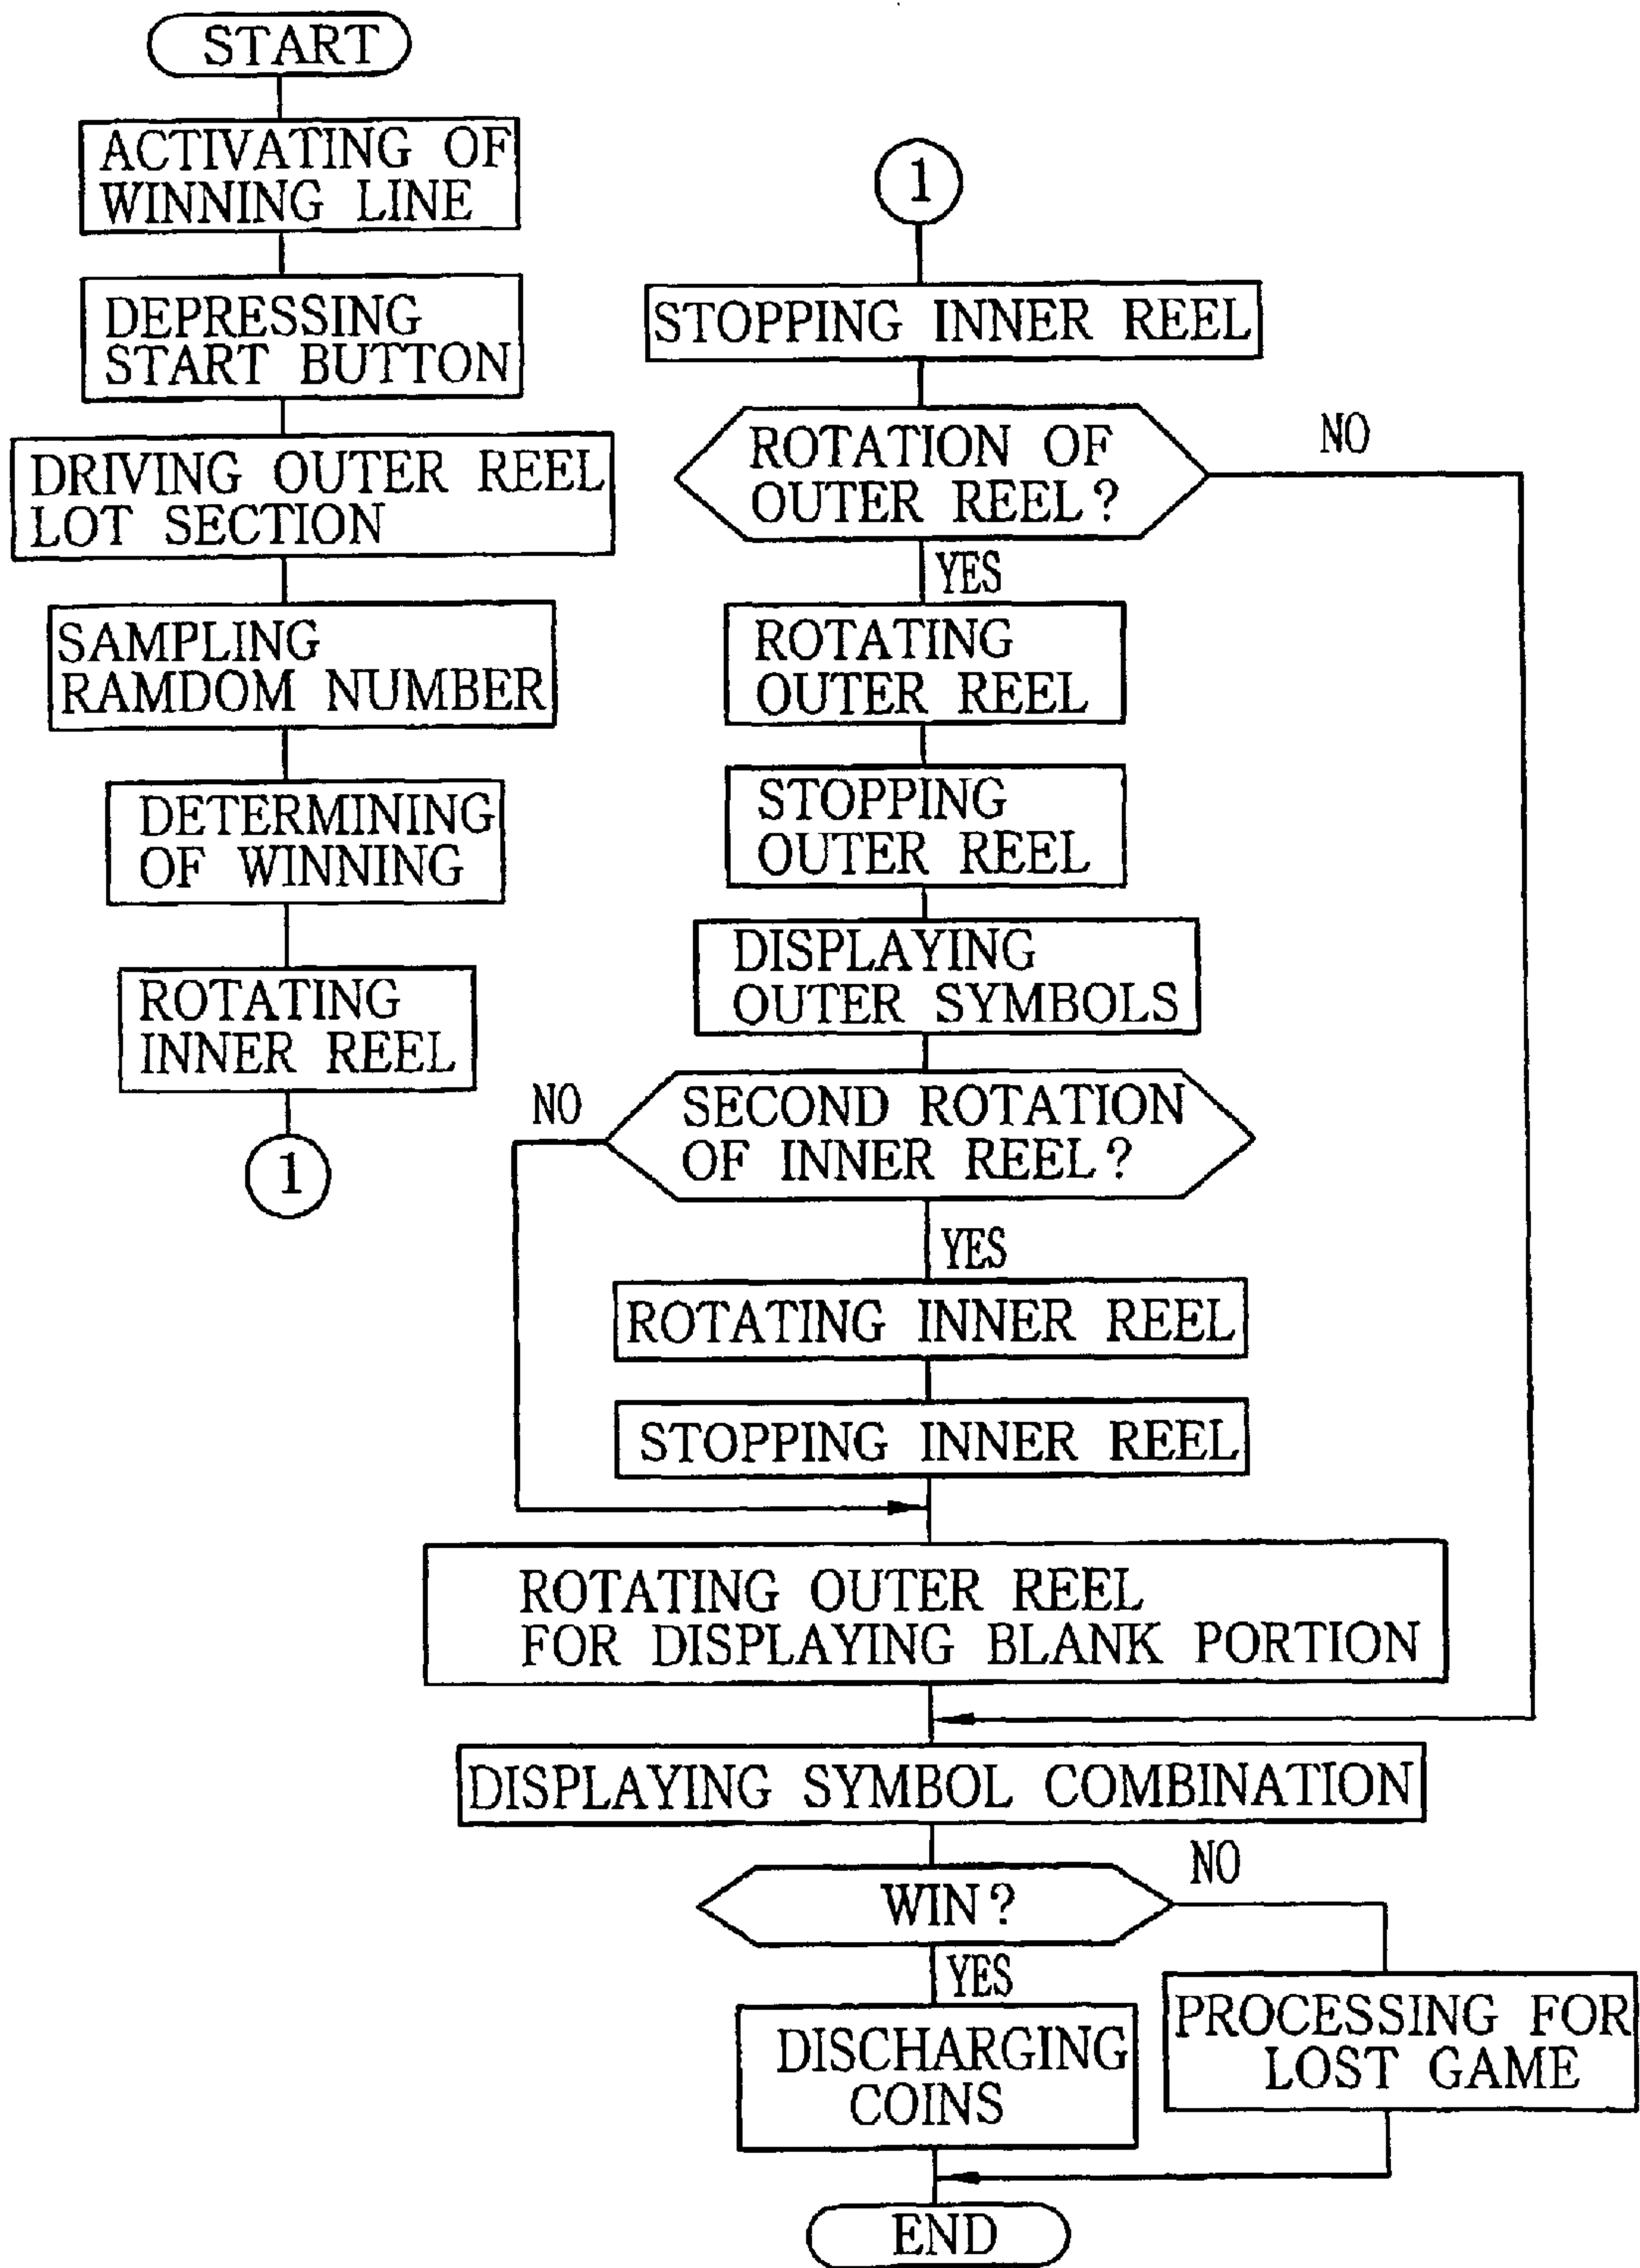 START
ACTIVATING OF
WINNING LINE
DEPRESSING
START BUTTON
DRIVING OUTER REEL
LOT SECTION
SAMPLING
RAMDOM NUMBER
DETERMINING
OF WINNING
ROTATING
INNER REEL
1
1
STOPPING INNER REEL
ROTATION OF
OUTER REEL?
NO
YES
ROTATING
OUTER REEL
STOPPING
OUTER REEL
DISPLAYING
OUTER SYMBOLS
SECOND ROTATION
OF INNER REEL?
NO
YES
ROTATING INNER REEL
STOPPING INNER REEL
ROTATING OUTER REEL
FOR DISPLAYING BLANK PORTION
DISPLAYING SYMBOL COMBINATION
WIN?
NO
YES
DISCHARGING
COINS
PROCESSING FOR
LOST GAME
END